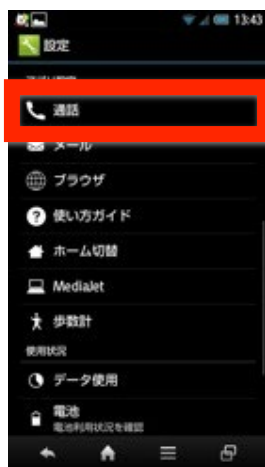 13:43
設定
通話
メール
ブラウザ
使い方ガイド
ホーム切替
MediaJet
歩数計
使用状況
データ使用
電池
電池利用状況を確認